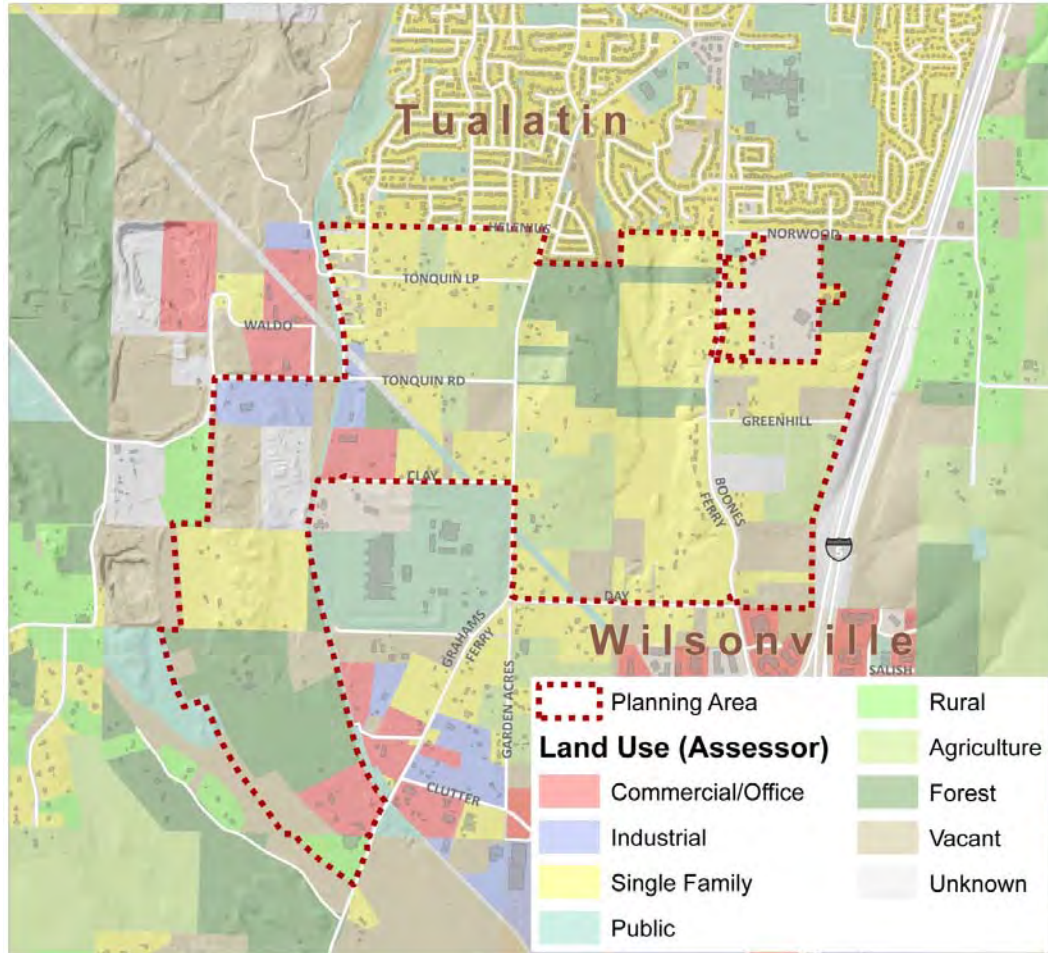 Tualatin
HELENIUS
NORWOOD
TONQUIN LP
WALDO
TONQUIN RD
GREENHILL
CLAY
BOONES
FERRY
5
DAY
GRAHAMS
FERRY
Wilsonville
GARDEN ACRES
SALISH
CLUTTER
Planning Area
Land Use (Assessor)
Commercial/Office
Industrial
Single Family
Public
Rural
Agriculture
Forest
Vacant
Unknown